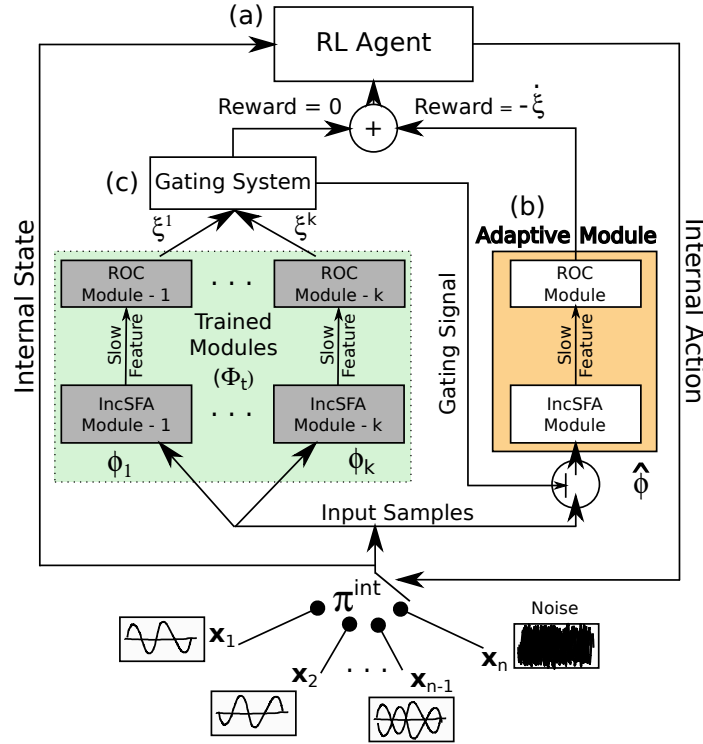 (a)
RL Agent
Reward = 0
Reward = -ξ̇
+
(c)
Gating System
ξ¹
ξᵏ
(b)
Adaptive Module
ROC
Module - 1
. . .
ROC
Module - k
ROC
Module
Slow
Feature
Trained
Modules
(Φₜ)
Slow
Feature
Slow
Feature
IncSFA
Module - 1
. . .
IncSFA
Module - k
IncSFA
Module
ϕ₁
ϕₖ
ϕ̂
Internal State
Gating Signal
Internal Action
Input Samples
πⁱⁿᵗ
Noise
x₁
x₂
. . .
xₙ₋₁
xₙ